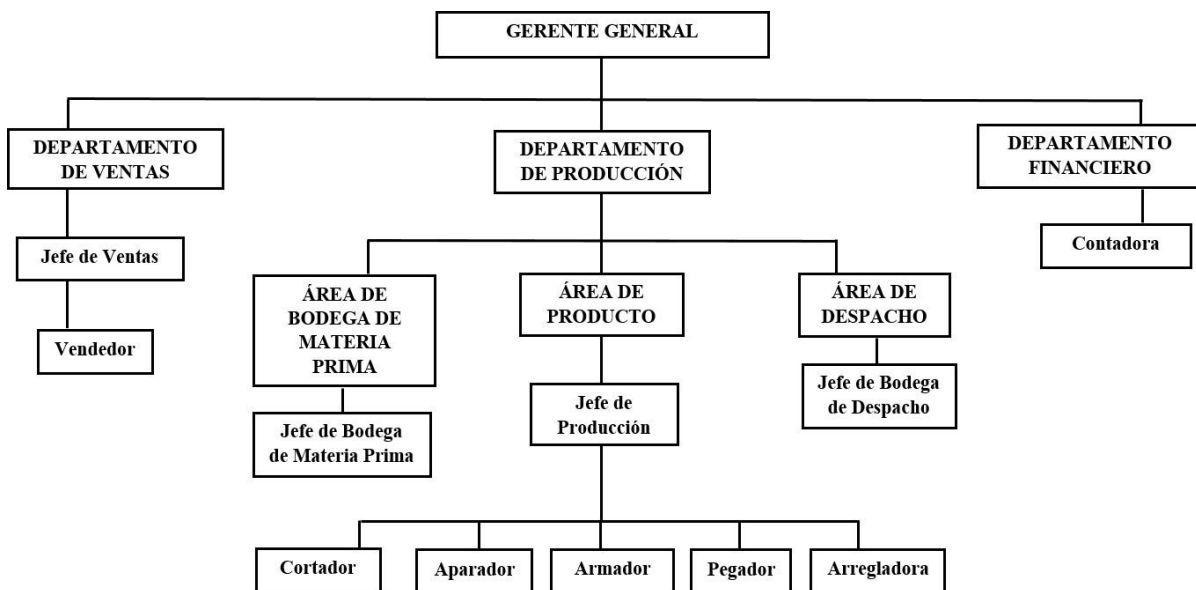 GERENTE GENERAL
DEPARTAMENTO
DE VENTAS
DEPARTAMENTO
DE PRODUCCIÓN
DEPARTAMENTO
FINANCIERO
Jefe de Ventas
Contadora
ÁREA DE
BODEGA DE
MATERIA
PRIMA
ÁREA DE
PRODUCTO
ÁREA DE
DESPACHO
Vendedor
Jefe de Bodega
de Materia Prima
Jefe de
Producción
Jefe de Bodega
de Despacho
Cortador
Aparador
Armador
Pegador
Arregladora